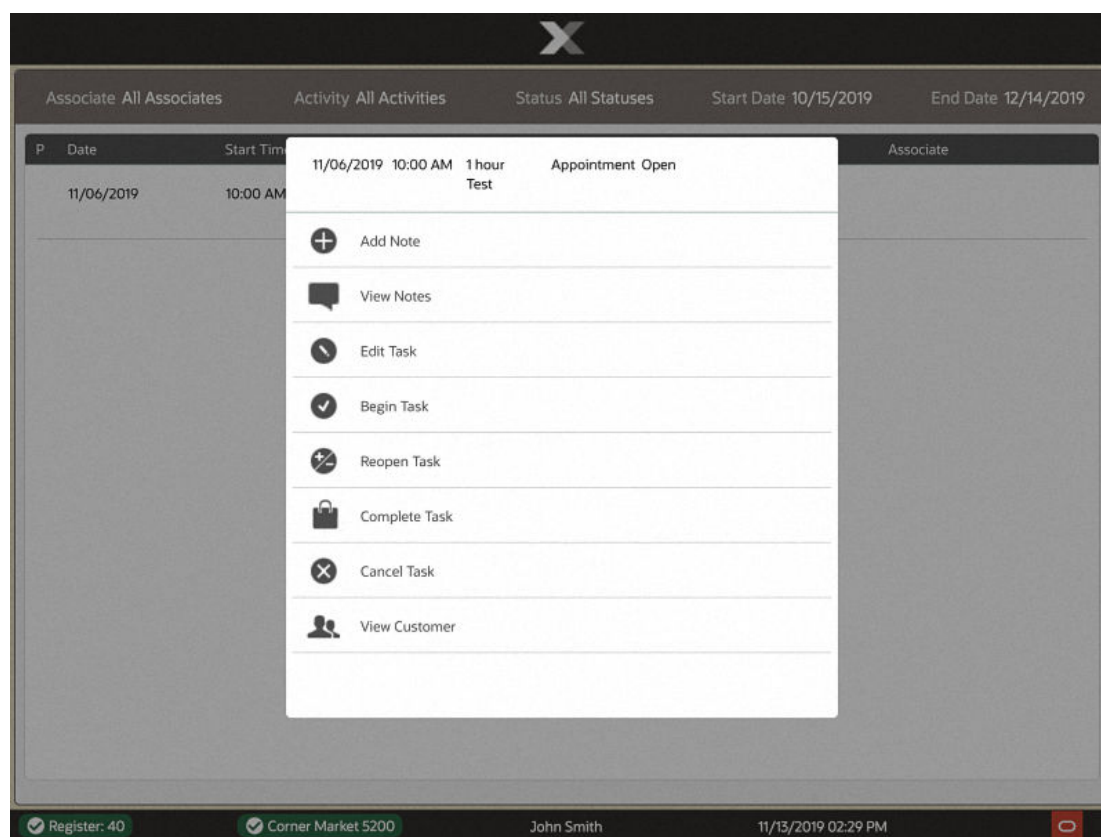 Associate All Associates Activity All Activities Status All Statuses Start Date 10/15/2019 End Date 12/14/2019
P Date Start Associate
11/06/2019 10:00 AM
11/06/2019 10:00 AM 1 hour Appointment Open
Test
Add Note
View Notes
Edit Task
Begin Task
Reopen Task
Complete Task
Cancel Task
View Customer
Register: 40 Corner Market 5200 John Smith 11/13/2019 02:29 PM